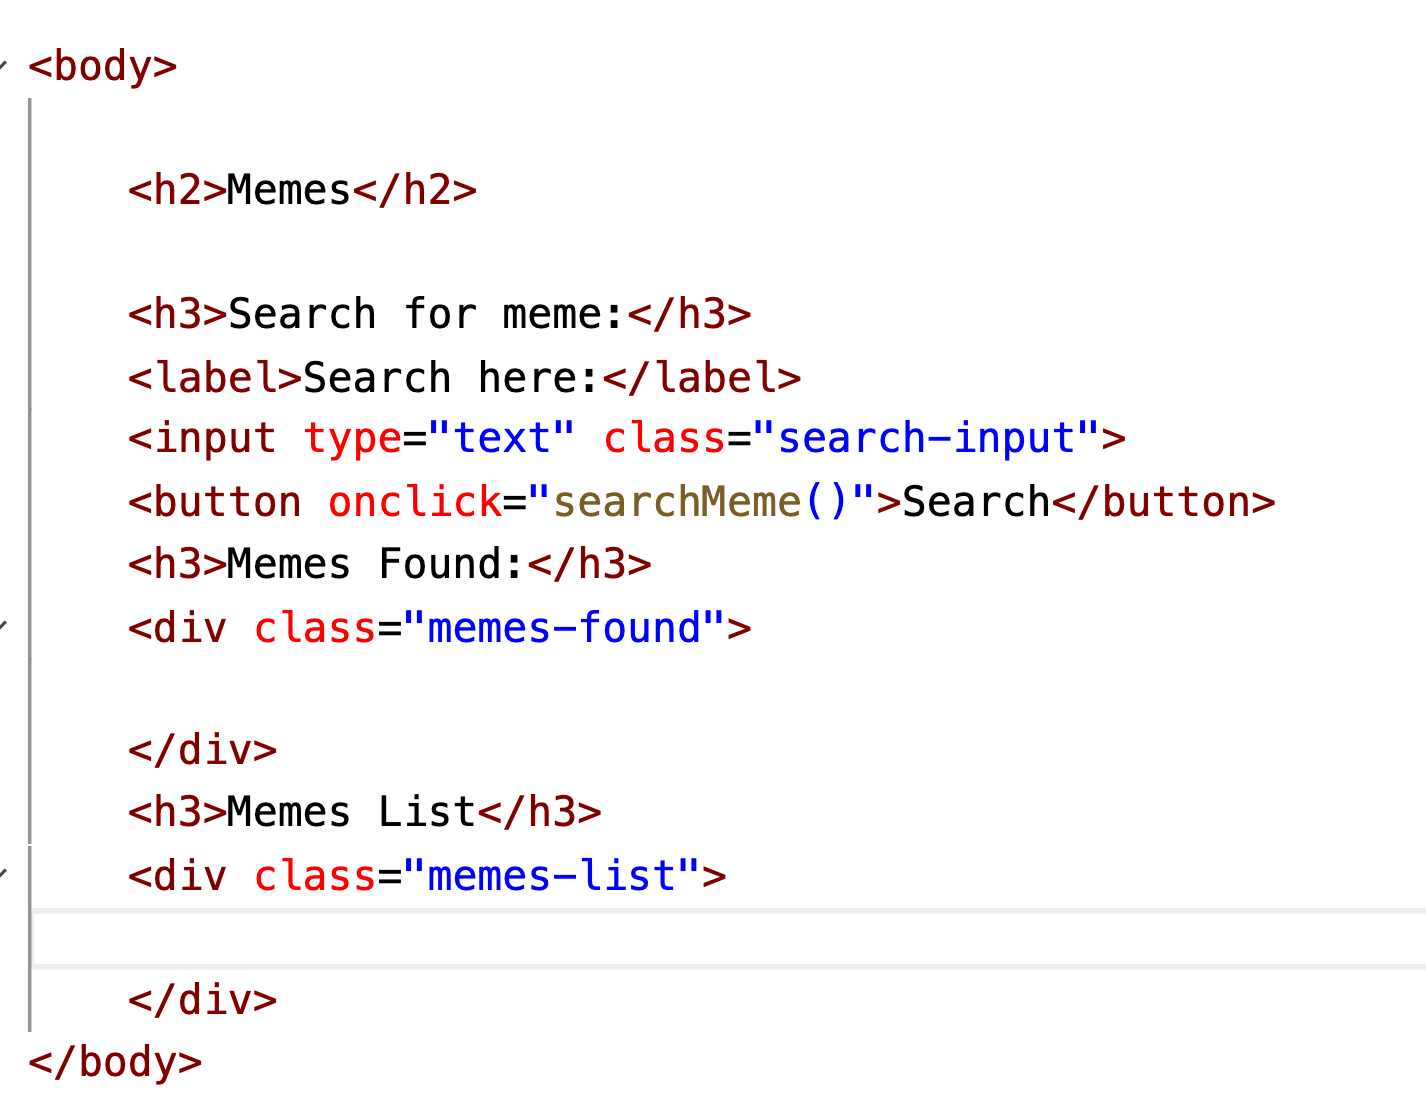 <body>
<h2>Memes</h2>
<h3>Search for meme:</h3>
<label>Search here:</label>
<input type="text" class="search-input">
<button onclick="searchMeme()">Search</button>
<h3>Memes Found:</h3>
<div class="memes-found">
</div>
<h3>Memes List</h3>
<div class="memes-list">
</div>
</body>